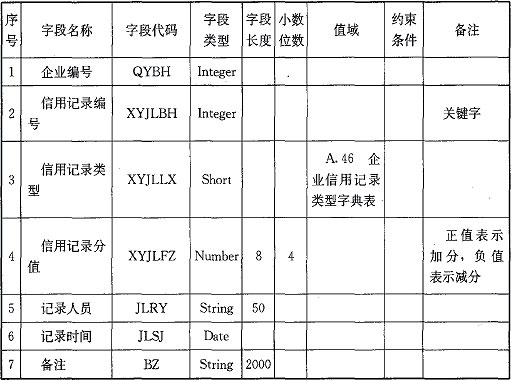 序号 字段名称 字段代码 字段类型 字段长度 小数位数 值域 约束条件 备注
1 企业编号 QYBH Integer
2 信用记录编号 XYJLBH Integer 关键字
3 信用记录类型 XYJLLX Short A.46 企业信用记录类型字典表
4 信用记录分值 XYJLFZ Number 8 4 正值表示加分，负值表示减分
5 记录人员 JLRY String 50
6 记录时间 JLSJ Date
7 备注 BZ String 2000